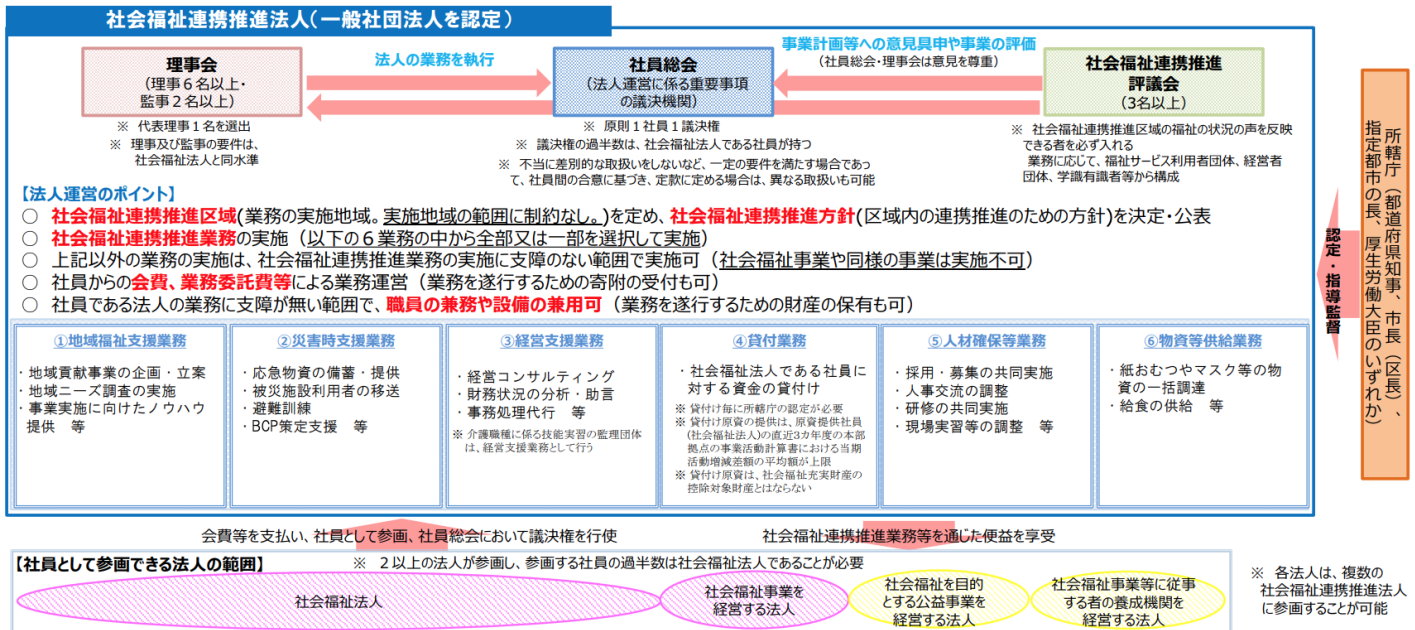 社会福祉連携推進法人(一般社団法人を認定)
理事会
(理事6名以上・
監事2名以上)
法人の業務を執行
社員総会
(法人運営に係る重要事項
の議決機関)
事業計画等への意見具申や事業の評価
(社員総会・理事会は意見を尊重)
社会福祉連携推進
評議会
(3名以上)
※ 代表理事1名を選出
※ 理事及び監事の要件は、
社会福祉法人と同水準
※ 原則1社員1議決権
※ 議決権の過半数は、社会福祉法人である社員が持つ
※ 不当に差別的な取扱いをしないなど、一定の要件を満たす場合であっ
て、社員間の合意に基づき、定款に定める場合は、異なる取扱いも可能
※ 社会福祉連携推進区域の福祉の状況の声を反映
できる者を必ず入れる
業務に応じて、福祉サービス利用者団体、経営者
団体、学識有識者等から構成
【法人運営のポイント】
○ 社会福祉連携推進区域(業務の実施地域。実施地域の範囲に制約なし。)を定め、社会福祉連携推進方針(区域内の連携推進のための方針)を決定・公表
○ 社会福祉連携推進業務の実施(以下の6業務の中から全部又は一部を選択して実施)
○ 上記以外の業務の実施は、社会福祉連携推進業務の実施に支障のない範囲で実施可(社会福祉事業や同様の事業は実施不可)
○ 社員からの会費、業務委託費等による業務運営(業務を遂行するための寄附の受付も可)
○ 社員である法人の業務に支障が無い範囲で、職員の兼務や設備の兼用可(業務を遂行するための財産の保有も可)
①地域福祉支援業務
・地域貢献事業の企画・立案
・地域ニーズ調査の実施
・事業実施に向けたノウハウ
提供 等
②災害時支援業務
・応急物資の備蓄・提供
・被災施設利用者の移送
・避難訓練
・BCP策定支援 等
③経営支援業務
・経営コンサルティング
・財務状況の分析・助言
・事務処理代行 等
※ 介護職種に係る技能実習の監理団体
は、経営支援業務として行う
④貸付業務
・社会福祉法人である社員に
対する資金の貸付け
※ 貸付け毎に所轄庁の認定が必要
※ 貸付け原資の提供は、原資提供社員
(社会福祉法人)の直近3カ年度の本部
拠点の事業活動計算書における当期
活動増減差額の平均額が上限
※ 貸付け原資は、社会福祉充実財産の
控除対象財産とはならない
⑤人材確保等業務
・採用・募集の共同実施
・人事交流の調整
・研修の共同実施
・現場実習等の調整 等
⑥物資等供給業務
・紙おむつやマスク等の物
資の一括調達
・給食の供給 等
認定・指導監督
所轄庁(都道府県知事、市長(区長)、
指定都市の長、厚生労働大臣のいずれか)
会費等を支払い、社員として参画、社員総会において議決権を行使
社会福祉連携推進業務等を通じた便益を享受
【社員として参画できる法人の範囲】
※ 2以上の法人が参画し、参画する社員の過半数は社会福祉法人であることが必要
社会福祉法人
社会福祉事業を
経営する法人
社会福祉を目的
とする公益事業を
経営する法人
社会福祉事業等に従事
する者の養成機関を
経営する法人
※ 各法人は、複数の
社会福祉連携推進法人
に参画することが可能